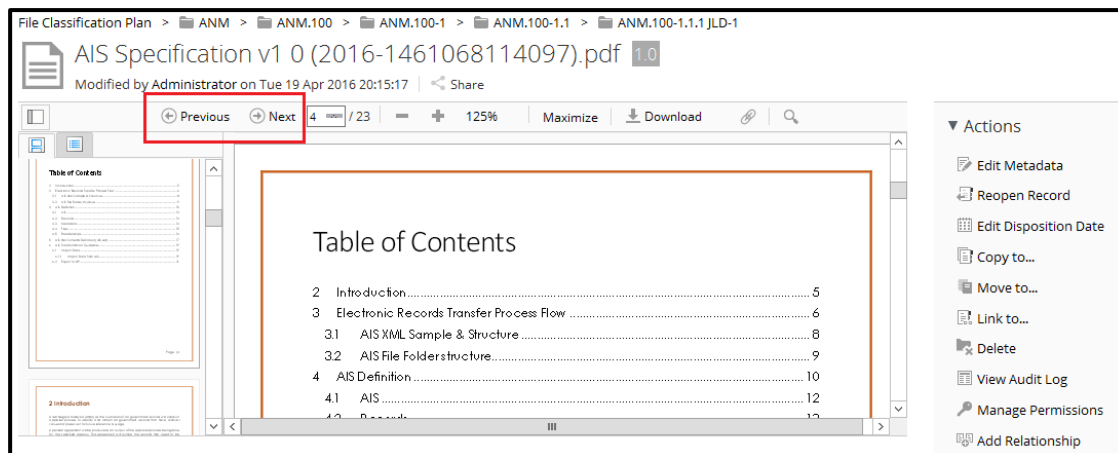 File Classification Plan > ANM > ANM.100 > ANM.100-1 > ANM.100-1.1 > ANM.100-1.1.1 JLD-1
AIS Specification v1 0 (2016-1461068114097).pdf 1.0
Modified by Administrator on Tue 19 Apr 2016 20:15:17 Share
Previous Next 4 / 23 125% Maximize Download
Table of Contents
2 Introduction
Table of Contents
2 Introduction 5
3 Electronic Records Transfer Process Flow 6
3.1 AIS XML Sample & Structure 8
3.2 AIS File Folderstructure 9
4 AIS Definition 10
4.1 AIS 12
Actions
Edit Metadata
Reopen Record
Edit Disposition Date
Copy to...
Move to...
Link to...
Delete
View Audit Log
Manage Permissions
Add Relationship